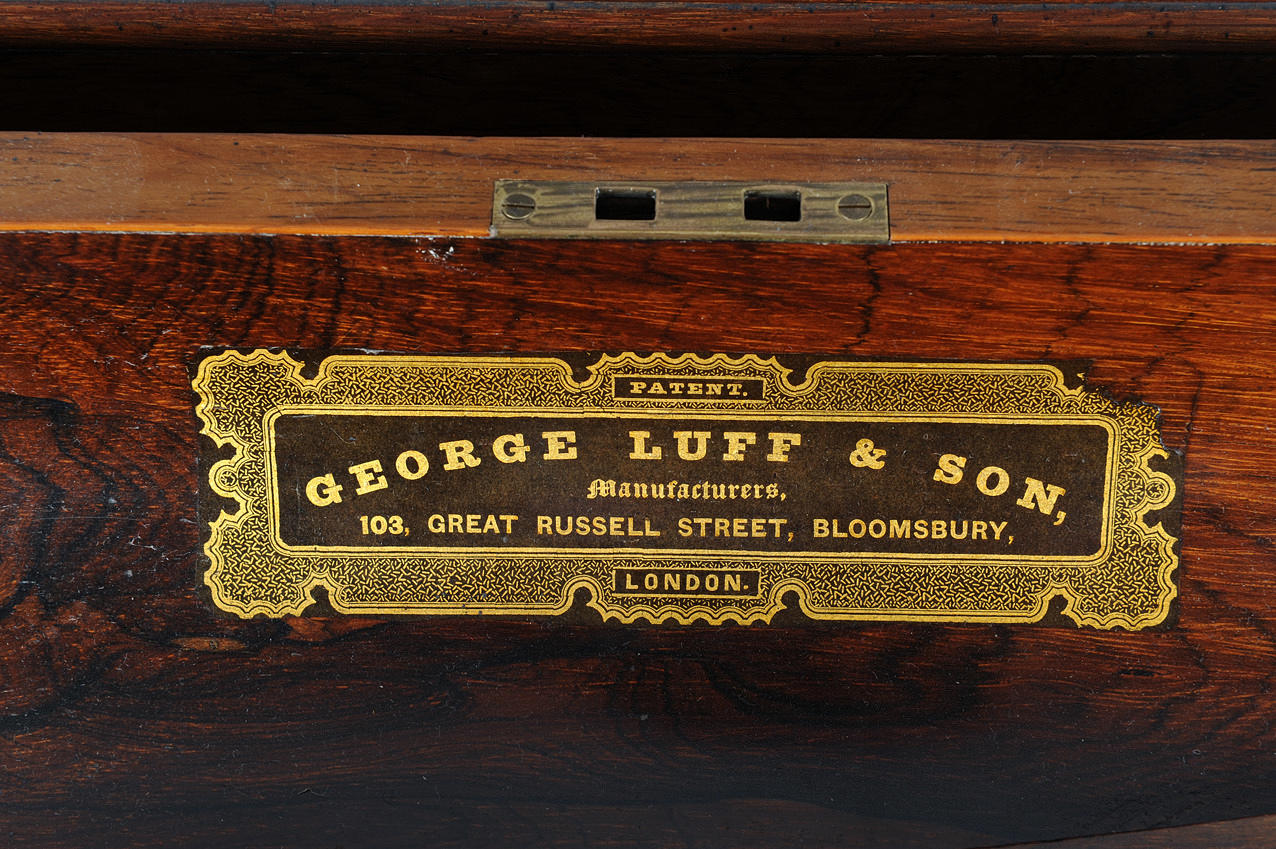 PATENT.
GEORGE LUFF & SON,
Manufacturers,
103, GREAT RUSSELL STREET, BLOOMSBURY,
LONDON.